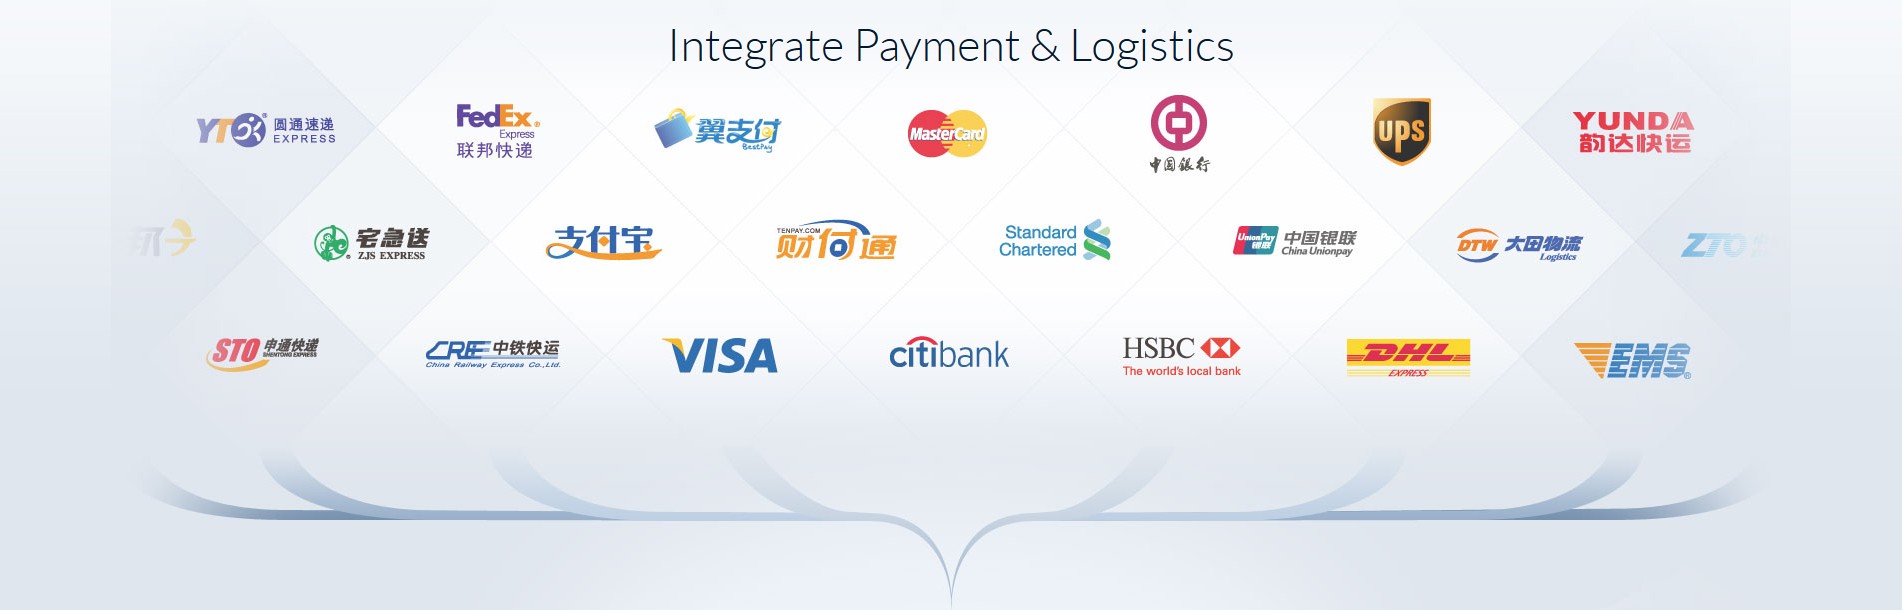 Integrate Payment & Logistics
YTO 圆通速递
EXPRESS
FedEx®
Express
联邦快递
翼支付
BestPay
MasterCard
中国银行
ups
YUNDA
韵达快运
宅急送
ZJS EXPRESS
支付宝
TENPAY.COM
财付通
Standard
Chartered
UnionPay
银联
中国银联
China Unionpay
DTW 大田物流
Logistics
ZTO
STO 申通快递
SHENTONG EXPRESS
CRE 中铁快运
China Railway Express Co.,Ltd.
VISA
citibank
HSBC
The world's local bank
DHL
EXPRESS
EMS®